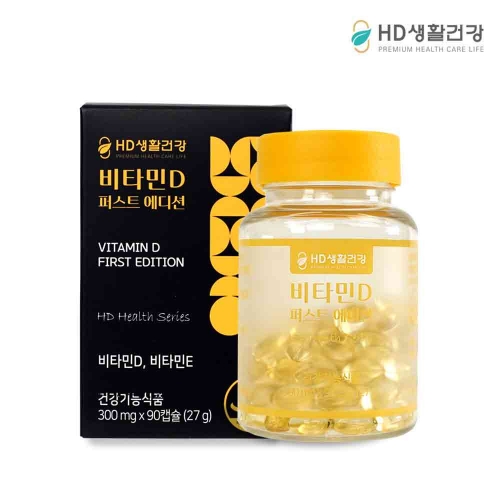 HD생활건강
PREMIUM HEALTH CARE LIFE
HD생활건강
PREMIUM HEALTH CARE LIFE
비타민D
퍼스트 에디션
VITAMIN D
FIRST EDITION
HD Health Series
비타민D, 비타민E
건강기능식품
300 mg x 90캡슐 (27 g)
HD생활건강
비타민D
퍼스트 에디션